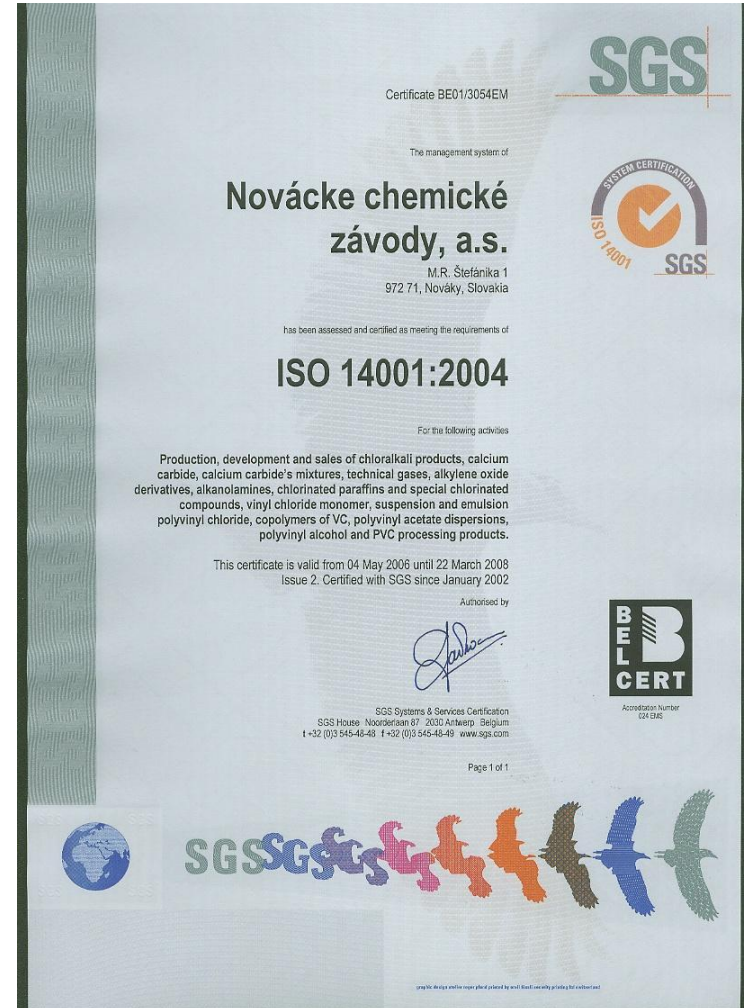 SGS
Certificate BE01/3054EM
The management system of
Novácke chemické
závody, a.s.
M.R. Štefánika 1
972 71, Nováky, Slovakia
SYSTEM CERTIFICATION
ISO 14001
SGS
has been assessed and certified as meeting the requirements of
ISO 14001:2004
For the following activities
Production, development and sales of chloralkali products, calcium
carbide, calcium carbide's mixtures, technical gases, alkylene oxide
derivatives, alkanolamines, chlorinated paraffins and special chlorinated
compounds, vinyl chloride monomer, suspension and emulsion
polyvinyl chloride, copolymers of VC, polyvinyl acetate dispersions,
polyvinyl alcohol and PVC processing products.
This certificate is valid from 04 May 2006 until 22 March 2008
Issue 2. Certified with SGS since January 2002
Authorised by
BEL
CERT
Accreditation Number
024 EMS
SGS Systems & Services Certification
SGS House Noorderlaan 87 2030 Antwerp Belgium
t +32 (0)3 545-48-48 f +32 (0)3 545-48-49 www.sgs.com
Page 1 of 1
SGS SGS SGS